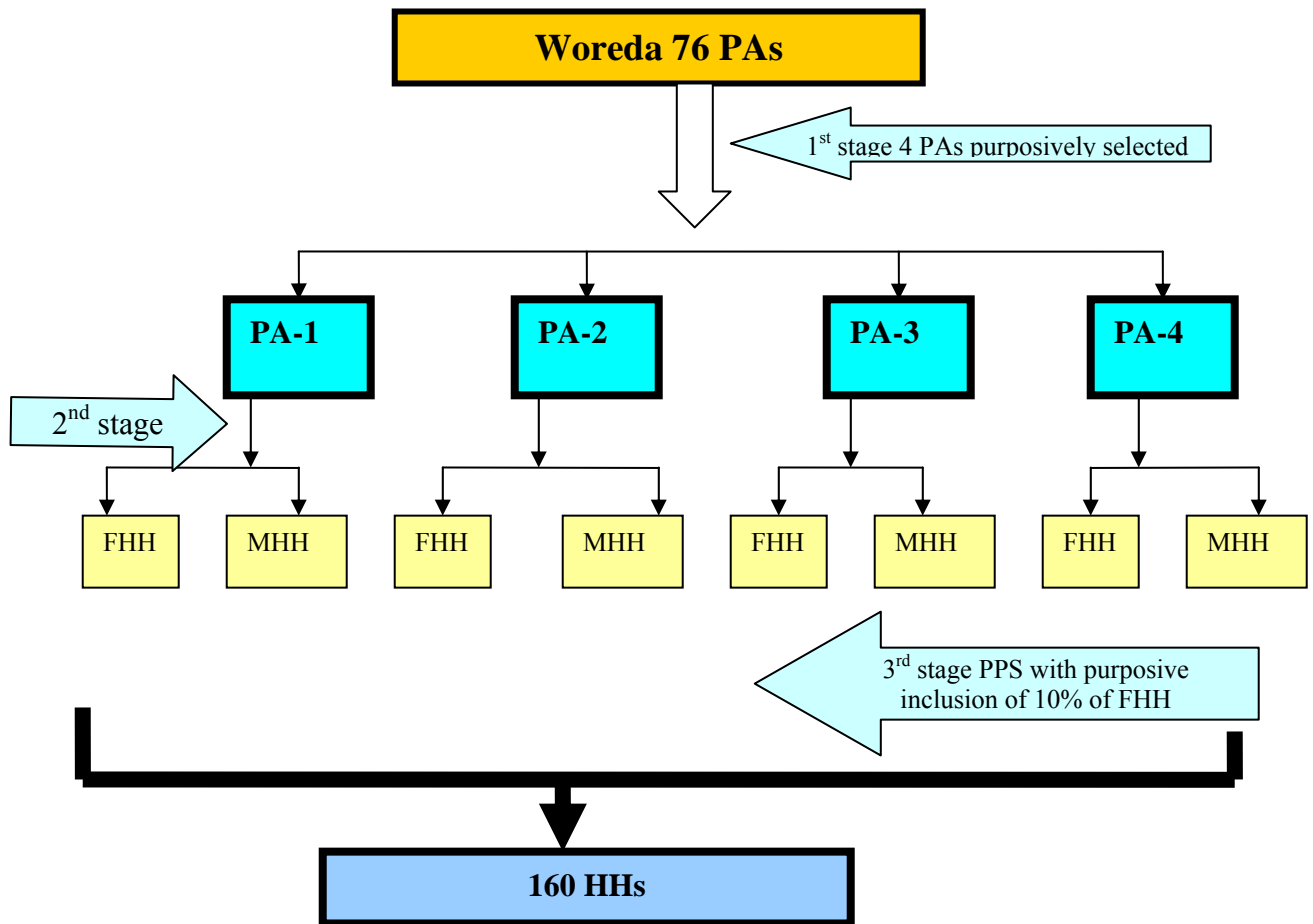 Woreda 76 PAs
1st stage 4 PAs purposively selected
PA-1
PA-2
PA-3
PA-4
2nd stage
FHH
MHH
FHH
MHH
FHH
MHH
FHH
MHH
3rd stage PPS with purposive
inclusion of 10% of FHH
160 HHs